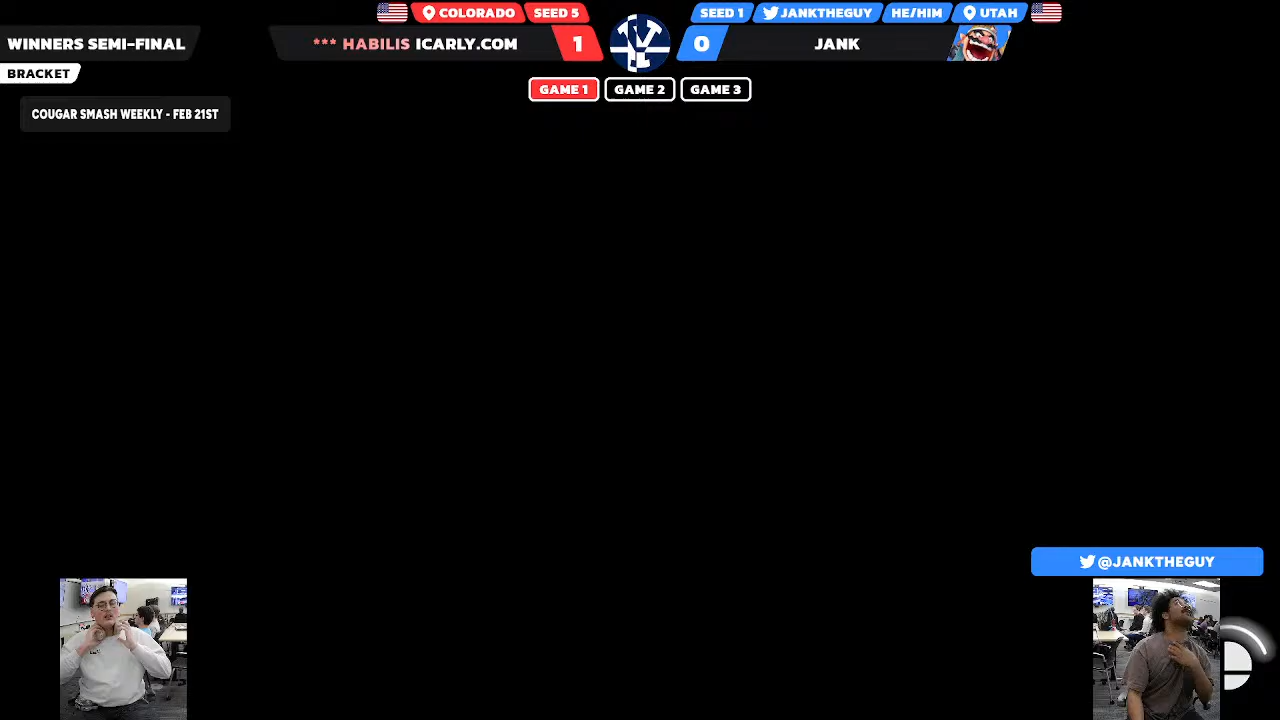 COLORADO SEED 5
SEED 1 JANKTHEGUY HE/HIM UTAH
WINNERS SEMI-FINAL
*** HABILIS ICARLY.COM 1
0 JANK
BRACKET
GAME 1 GAME 2 GAME 3
COUGAR SMASH WEEKLY - FEB 21ST
@JANKTHEGUY